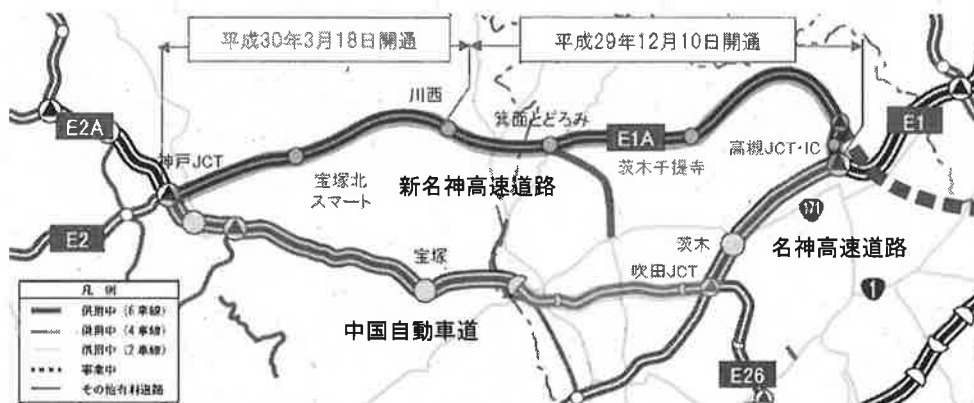 平成30年3月18日開通
平成29年12月10日開通
E2A
川西
箕面とどろみ
E1A
E1
神戸JCT
高槻JCT・IC
宝塚北
スマート
新名神高速道路
茨木千提寺
171
E2
宝塚
茨木
名神高速道路
吹田JCT
1
中国自動車道
E26
凡例
供用中(6車線)
供用中(4車線)
供用中(2車線)
事業中
その他有料道路